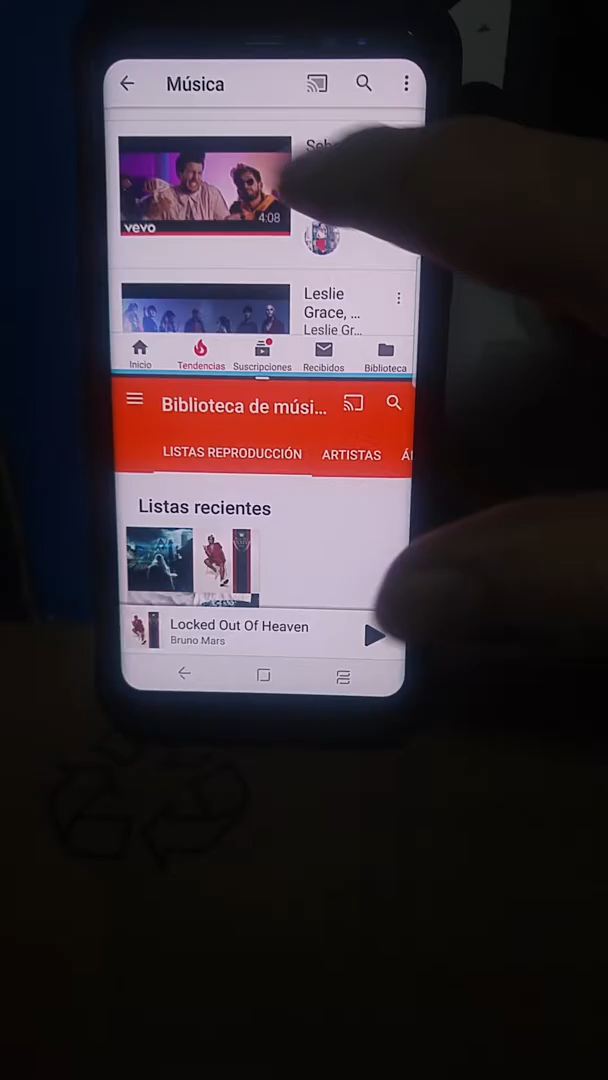 Música
vevo
4:08
Leslie
Grace, ...
Leslie Gr...
Inicio
Tendencias
Suscripciones
Recibidos
Biblioteca
Biblioteca de músi...
LISTAS REPRODUCCIÓN
ARTISTAS
Listas recientes
Locked Out Of Heaven
Bruno Mars